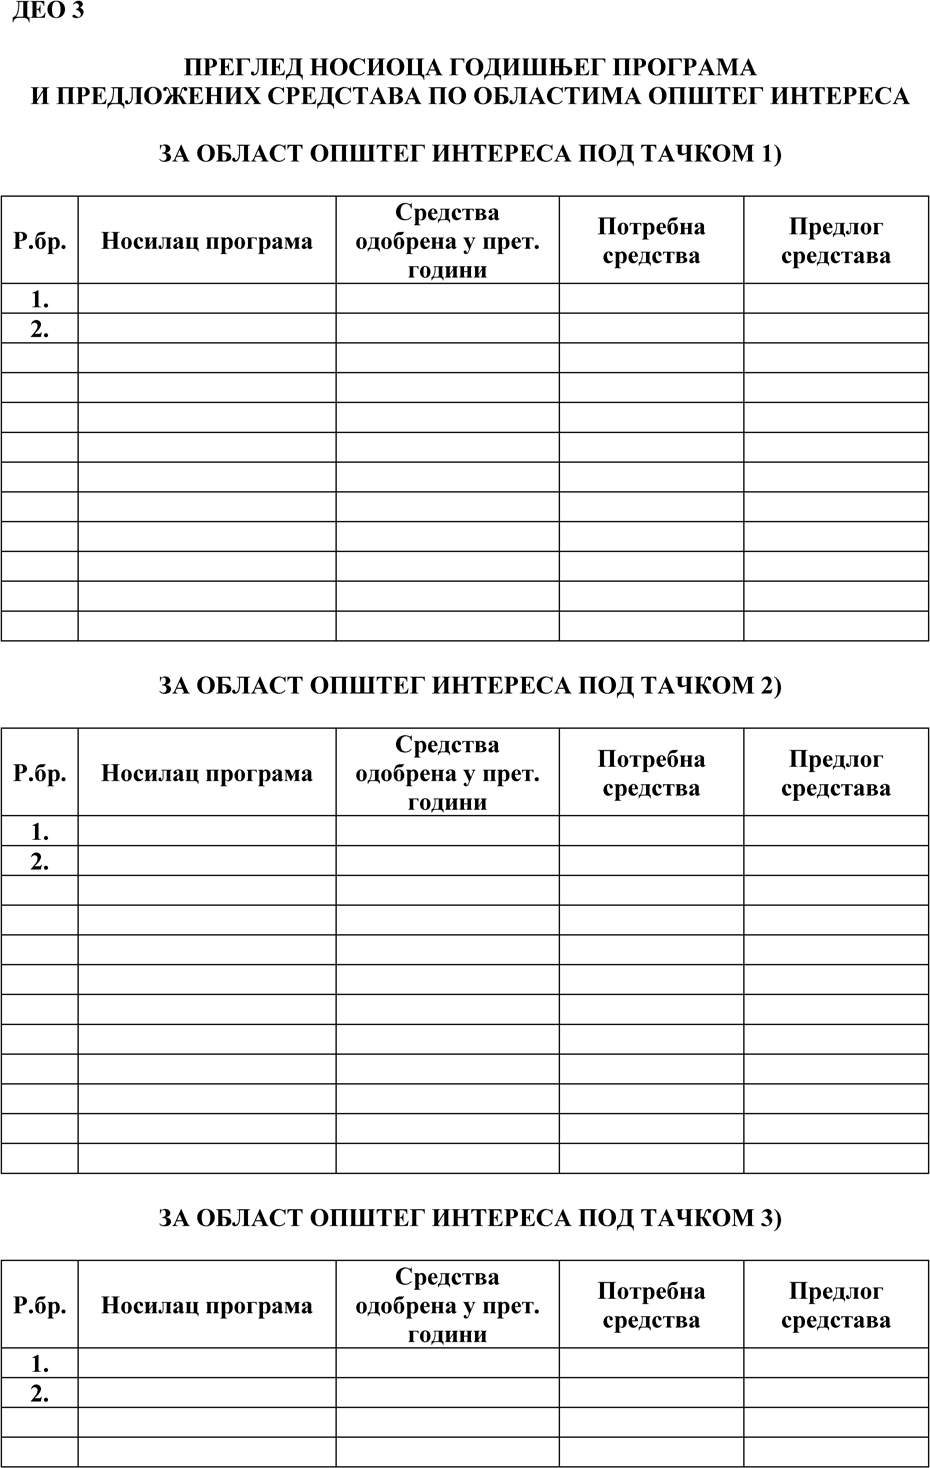 ДЕО 3
ПРЕГЛЕД НОСИОЦА ГОДИШЊЕГ ПРОГРАМА
И ПРЕДЛОЖЕНИХ СРЕДСТАВА ПО ОБЛАСТИМА ОПШТЕГ ИНТЕРЕСА
ЗА ОБЛАСТ ОПШТЕГ ИНТЕРЕСА ПОД ТАЧКОМ 1)
Р.бр.
Носилац програма
Средства
одобрена у прет.
години
Потребна
средства
Предлог
средстава
1.
2.
ЗА ОБЛАСТ ОПШТЕГ ИНТЕРЕСА ПОД ТАЧКОМ 2)
Р.бр.
Носилац програма
Средства
одобрена у прет.
години
Потребна
средства
Предлог
средстава
1.
2.
ЗА ОБЛАСТ ОПШТЕГ ИНТЕРЕСА ПОД ТАЧКОМ 3)
Р.бр.
Носилац програма
Средства
одобрена у прет.
години
Потребна
средства
Предлог
средстава
1.
2.